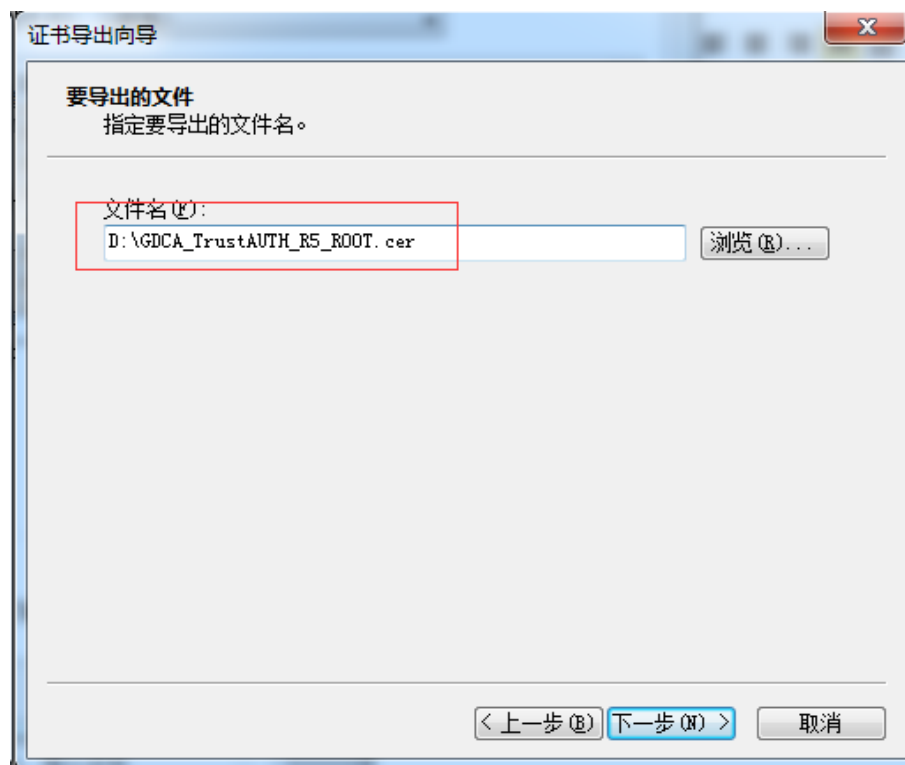 证书导出向导
要导出的文件
指定要导出的文件名。
文件名(F):
D:\GDCA_TrustAUTH_R5_ROOT.cer
浏览(R)...
< 上一步(B) 下一步(N) > 取消